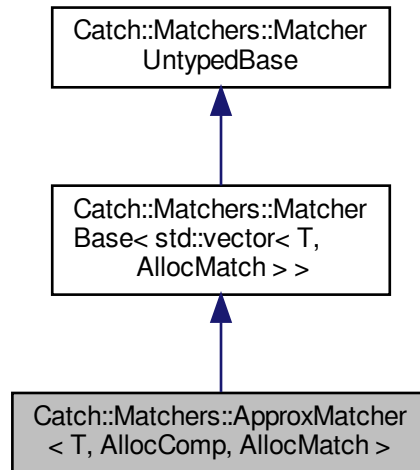 Catch::Matchers::Matcher
UntypedBase
Catch::Matchers::Matcher
Base< std::vector< T,
AllocMatch > >
Catch::Matchers::ApproxMatcher
< T, AllocComp, AllocMatch >